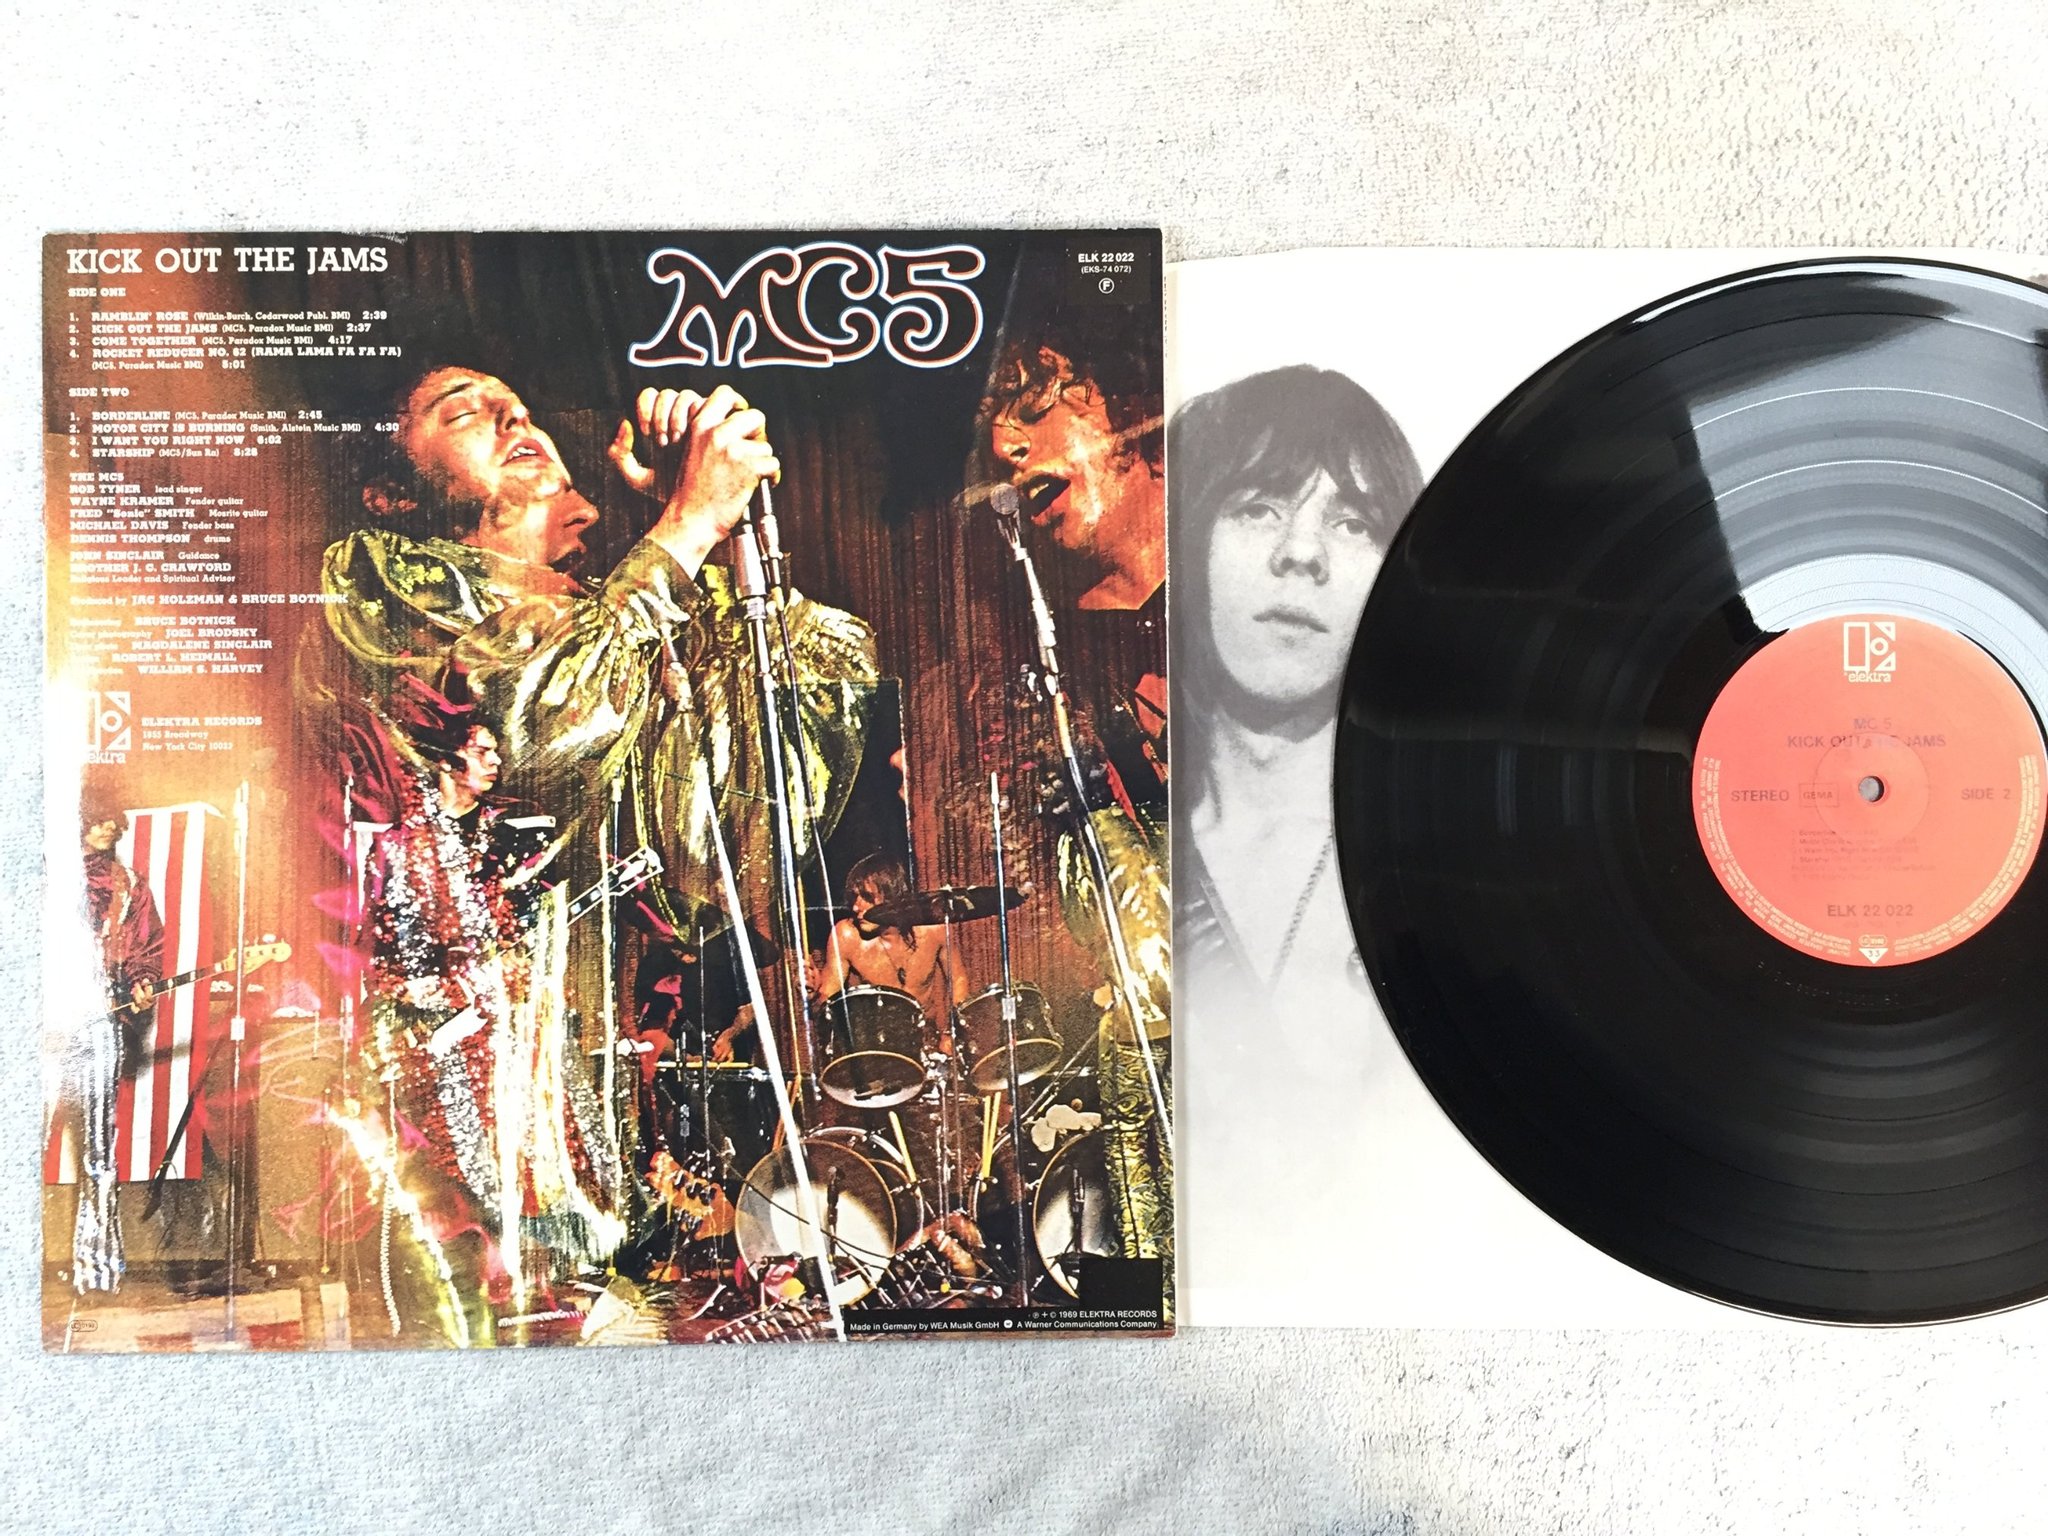 KICK OUT THE JAMS
SIDE ONE
1. RAMBLIN' ROSE (Wilkin-Burch, Cedarwood Publ. BMI) 2:39
2. KICK OUT THE JAMS (MC5, Paradox Music BMI) 2:37
3. COME TOGETHER (MC5, Paradox Music BMI) 4:17
4. ROCKET REDUCER NO. 62 (RAMA LAMA FA FA FA)
(MC5, Paradox Music BMI) 5:01
SIDE TWO
1. BORDERLINE (MC5, Paradox Music BMI) 2:45
2. MOTOR CITY IS BURNING (Smith, Alstein Music BMI) 4:30
3. I WANT YOU RIGHT NOW 6:02
4. STARSHIP (MC5/Sun Ra) 8:28
THE MC5
ROB TYNER lead singer
WAYNE KRAMER Fender guitar
FRED "Sonic" SMITH Mosrite guitar
MICHAEL DAVIS Fender bass
DENNIS THOMPSON drums
JOHN SINCLAIR Guidance
BROTHER J. C. CRAWFORD
Religious Leader and Spiritual Advisor
Produced by JAC HOLZMAN & BRUCE BOTNICK
BRUCE BOTNICK
Cover photography JOEL BRODSKY
MAGDALENE SINCLAIR
ROBERT L. HEIMALL
WILLIAM S. HARVEY
elektra
ELEKTRA RECORDS
1855 Broadway
New York City 10023
MC5
ELK 22 022
(EKS-74 072)
F
℗ + © 1969 ELEKTRA RECORDS
Made in Germany by WEA Musik GmbH A Warner Communications Company
elektra
MC 5
KICK OUT THE JAMS
STEREO GEMA SIDE 2
ELK 22 022
33